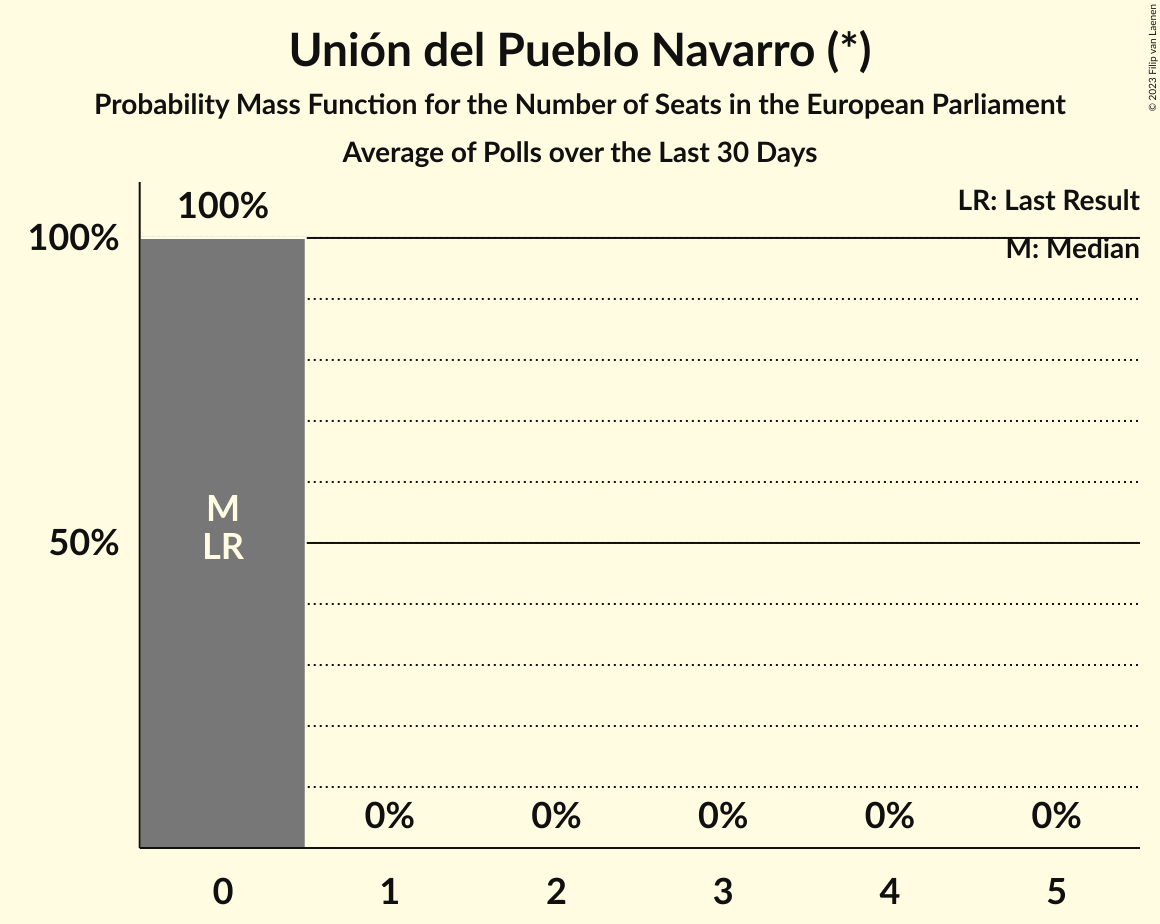 Unión del Pueblo Navarro (*)
Probability Mass Function for the Number of Seats in the European Parliament
Average of Polls over the Last 30 Days
© 2023 Filip van Laenen
LR: Last Result
M: Median
100%
100%
50%
M
LR
0% 0% 0% 0% 0%
0 1 2 3 4 5